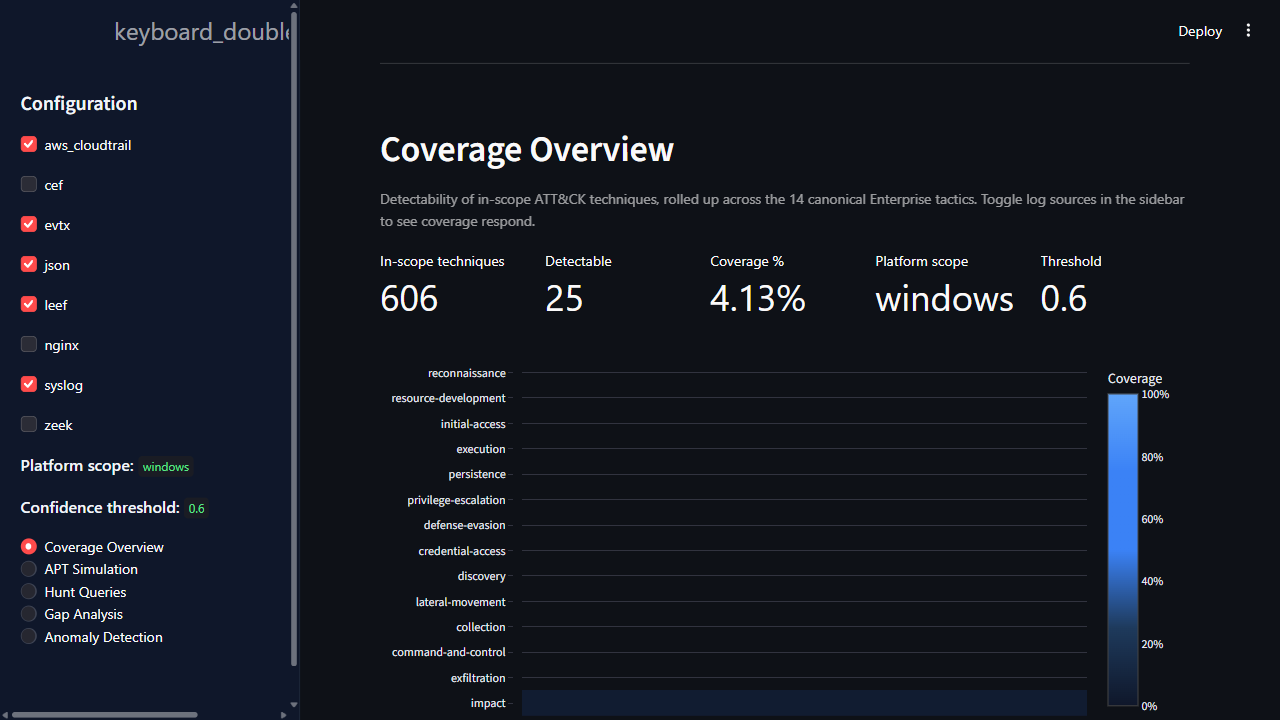 keyboard_double
Deploy
Configuration
aws_cloudtrail
cef
evtx
json
leef
nginx
syslog
zeek
Platform scope: windows
Confidence threshold: 0.6
Coverage Overview
APT Simulation
Hunt Queries
Gap Analysis
Anomaly Detection
Coverage Overview
Detectability of in-scope ATT&CK techniques, rolled up across the 14 canonical Enterprise tactics. Toggle log sources in the sidebar
to see coverage respond.
In-scope techniques
606
Detectable
25
Coverage %
4.13%
Platform scope
windows
Threshold
0.6
reconnaissance
resource-development
initial-access
execution
persistence
privilege-escalation
defense-evasion
credential-access
discovery
lateral-movement
collection
command-and-control
exfiltration
impact
Coverage
100%
80%
60%
40%
20%
0%